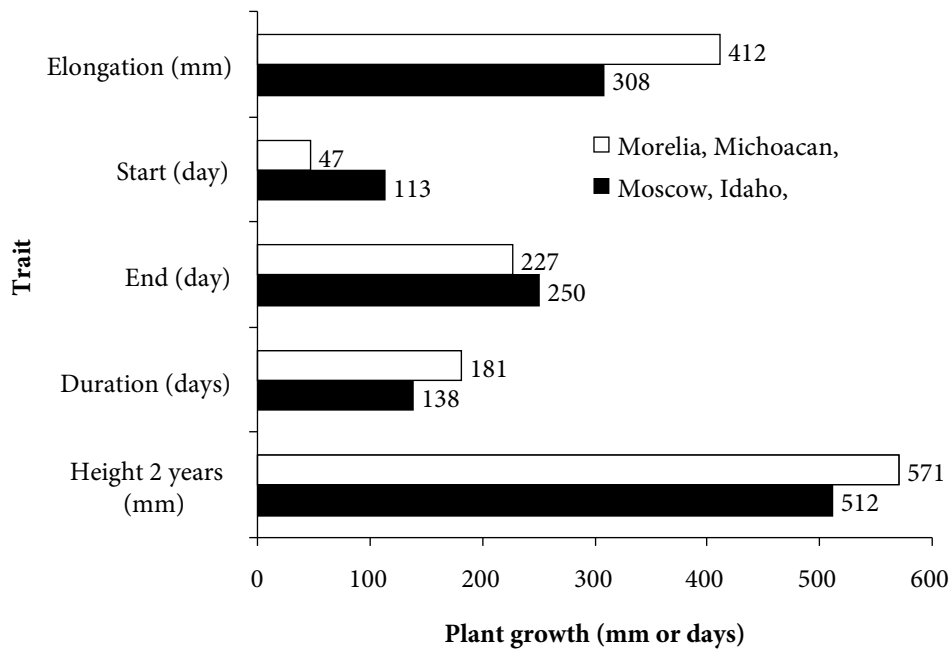 Trait
Elongation (mm)
412
308
Start (day)
47
113
Morelia, Michoacan,
Moscow, Idaho,
End (day)
227
250
Duration (days)
181
138
Height 2 years
(mm)
571
512
0 100 200 300 400 500 600
Plant growth (mm or days)